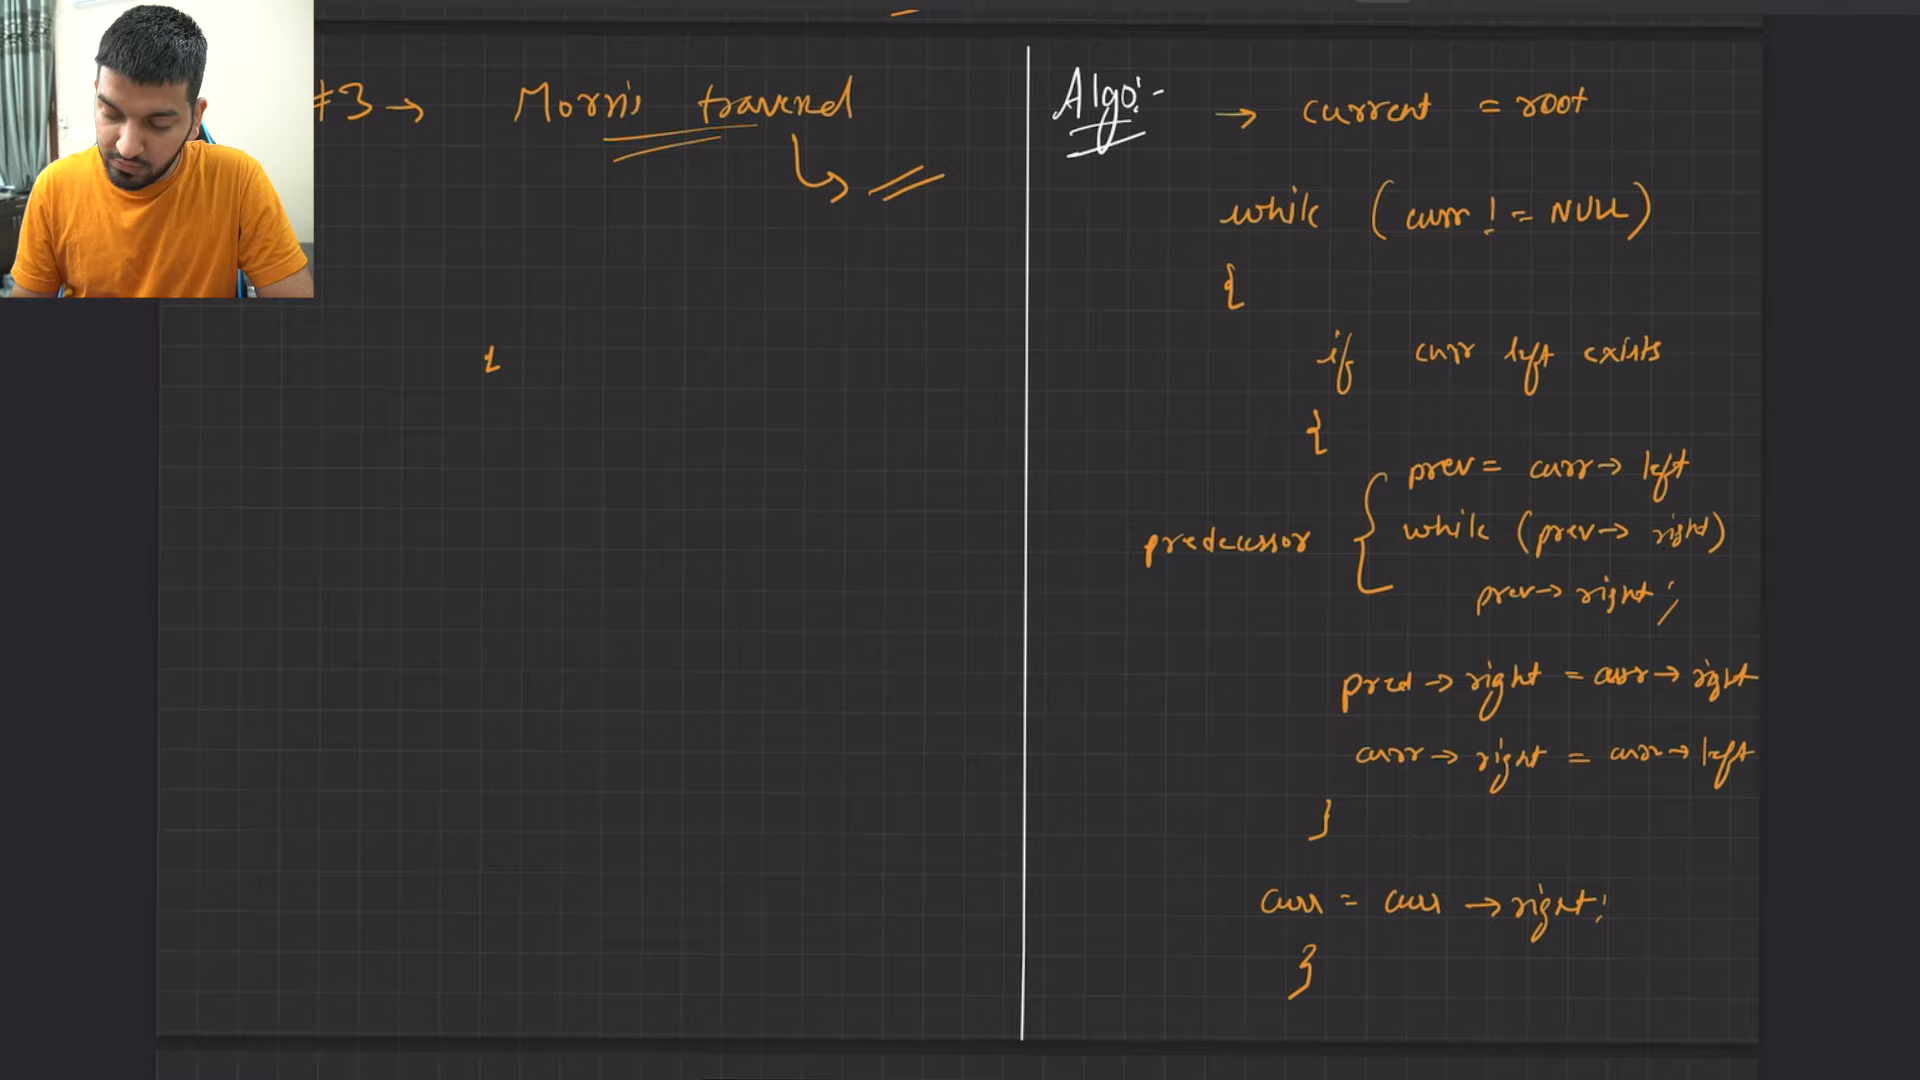 #3 → Morris traversal
1
Algo:-
→ current = root
while (curr != NULL)
{
if curr left exists
{
prev = curr → left
while (prev → right)
prev → right;
predecessor
pred → right = curr → right
curr → right = curr → left
}
curr = curr → right;
}